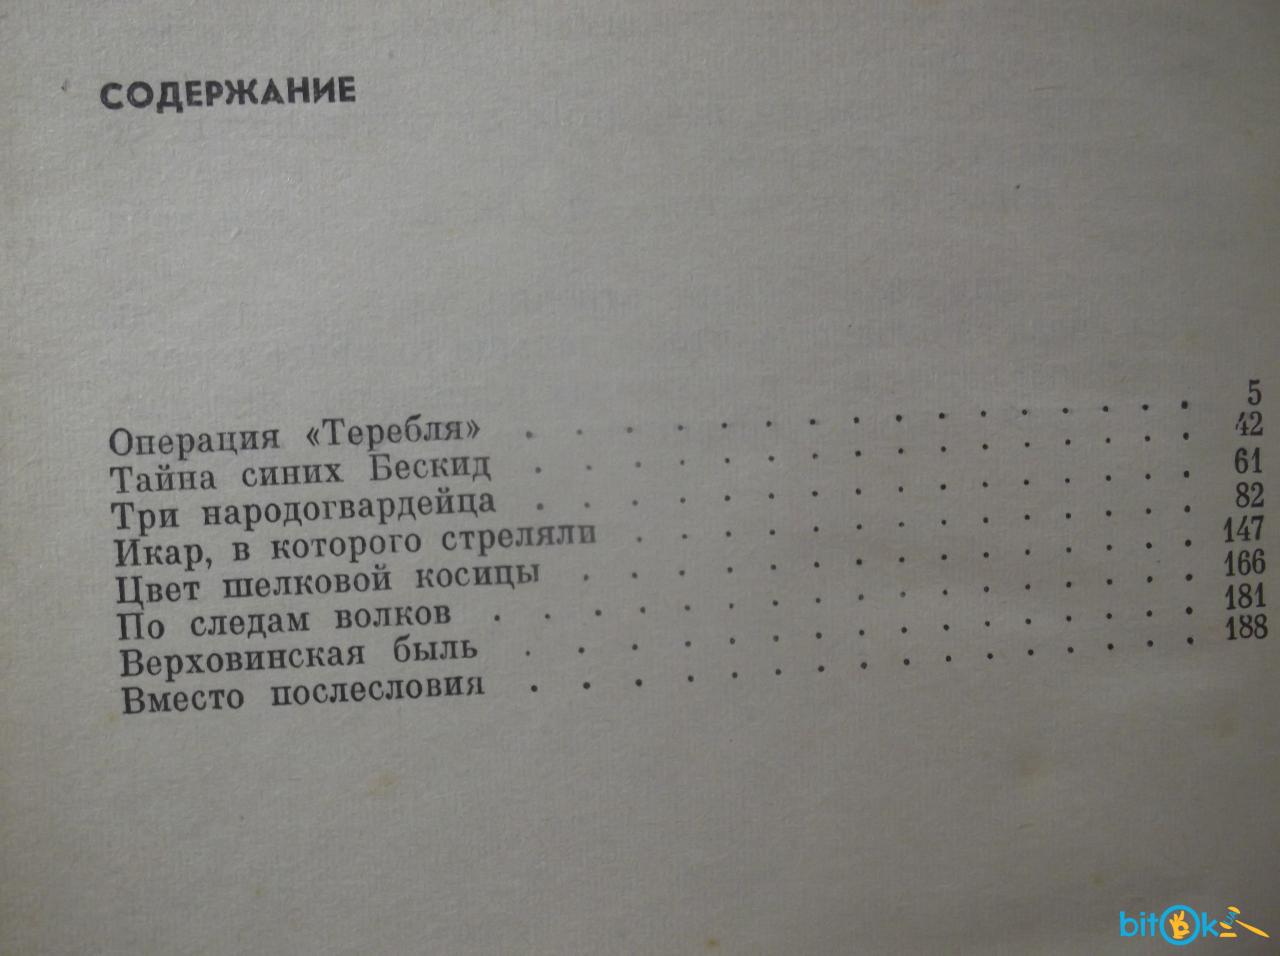 СОДЕРЖАНИЕ
Операция «Теребля» . . . . . . . . . . . . . . . 5
Тайна синих Бескид . . . . . . . . . . . . . . . 42
Три народогвардейца . . . . . . . . . . . . . . . 61
Икар, в которого стреляли . . . . . . . . . . . . . 82
Цвет шелковой косицы . . . . . . . . . . . . . . 147
По следам волков . . . . . . . . . . . . . . . . 166
Верховинская быль . . . . . . . . . . . . . . . 181
Вместо послесловия . . . . . . . . . . . . . . . 188
bitOk